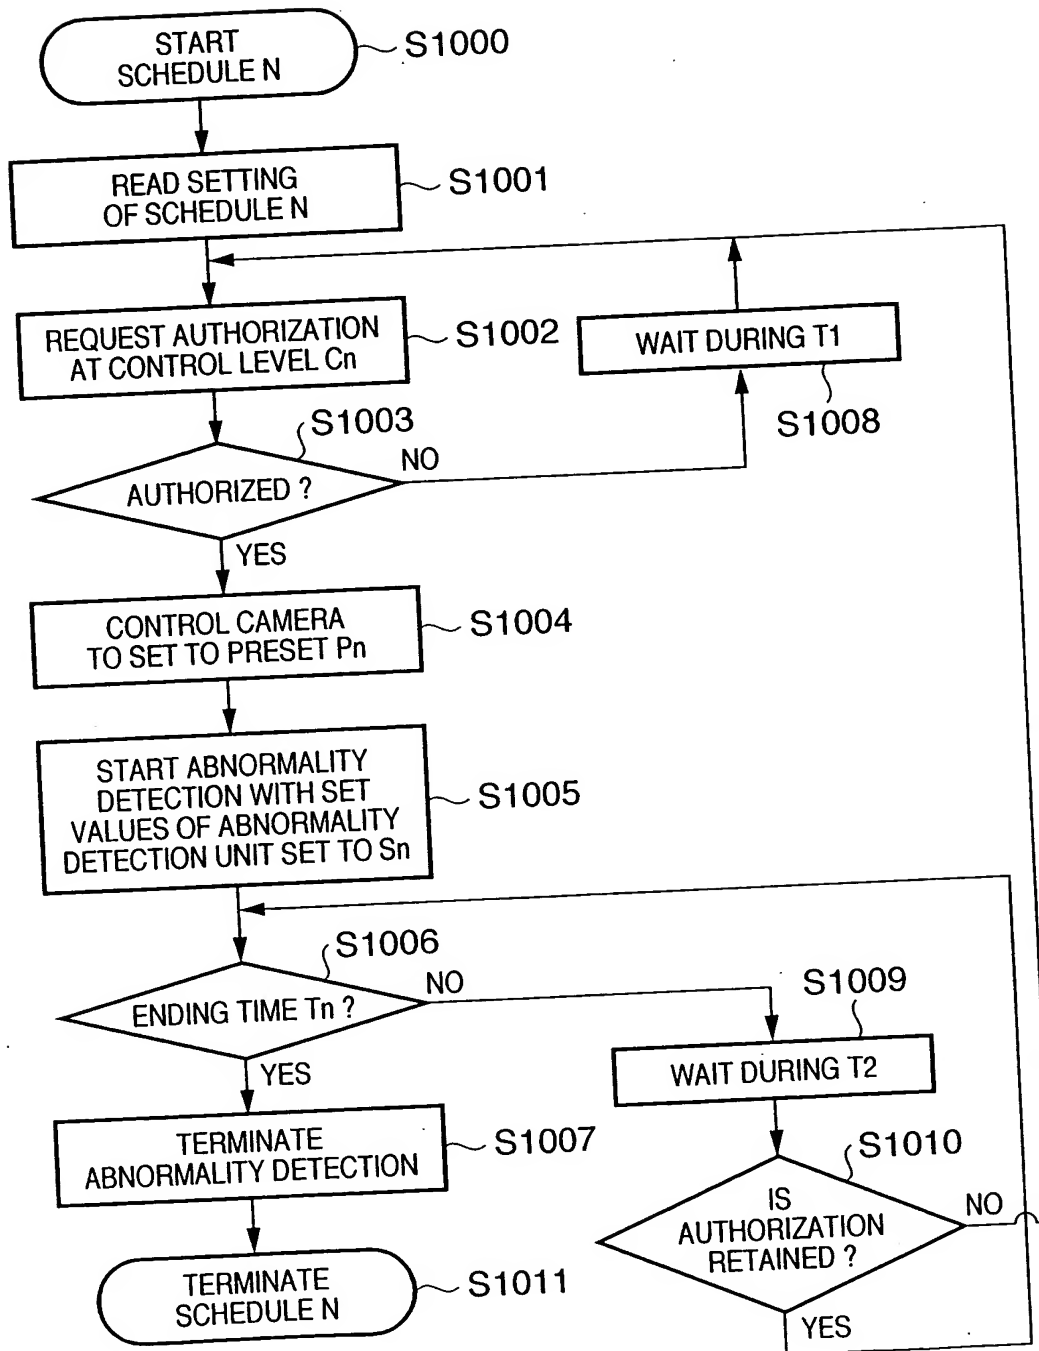 START
SCHEDULE N
S1000
READ SETTING
OF SCHEDULE N
S1001
REQUEST AUTHORIZATION
AT CONTROL LEVEL Cn
S1002
WAIT DURING T1
S1008
S1003
AUTHORIZED ?
NO
YES
CONTROL CAMERA
TO SET TO PRESET Pn
S1004
START ABNORMALITY
DETECTION WITH SET
VALUES OF ABNORMALITY
DETECTION UNIT SET TO Sn
S1005
S1006
ENDING TIME Tn ?
NO
YES
S1009
WAIT DURING T2
TERMINATE
ABNORMALITY DETECTION
S1007
S1010
IS
AUTHORIZATION
RETAINED ?
NO
YES
TERMINATE
SCHEDULE N
S1011